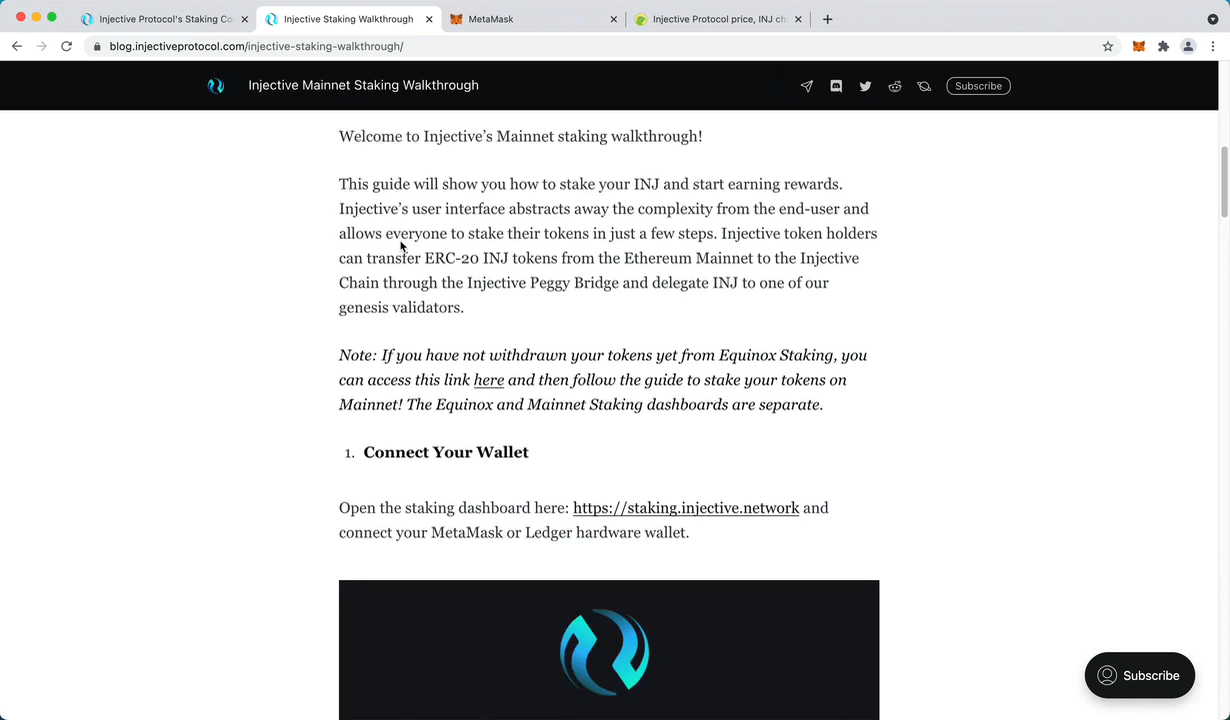 Injective Protocol's Staking Co
Injective Staking Walkthrough
MetaMask
Injective Protocol price, INJ ch
blog.injectiveprotocol.com/injective-staking-walkthrough/
Injective Mainnet Staking Walkthrough
Subscribe
Welcome to Injective’s Mainnet staking walkthrough!
This guide will show you how to stake your INJ and start earning rewards.
Injective’s user interface abstracts away the complexity from the end-user and
allows everyone to stake their tokens in just a few steps. Injective token holders
can transfer ERC-20 INJ tokens from the Ethereum Mainnet to the Injective
Chain through the Injective Peggy Bridge and delegate INJ to one of our
genesis validators.
Note: If you have not withdrawn your tokens yet from Equinox Staking, you
can access this link here and then follow the guide to stake your tokens on
Mainnet! The Equinox and Mainnet Staking dashboards are separate.
1. Connect Your Wallet
Open the staking dashboard here: https://staking.injective.network and
connect your MetaMask or Ledger hardware wallet.
Subscribe